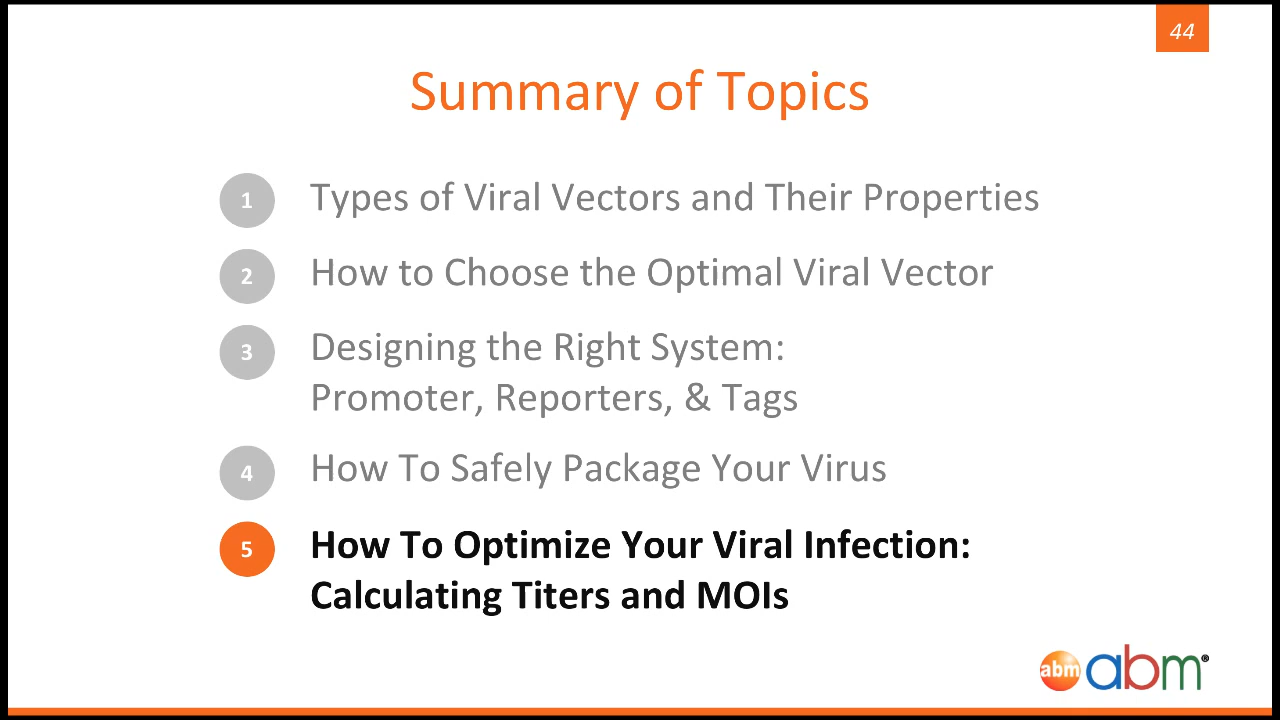 44
Summary of Topics
1 Types of Viral Vectors and Their Properties
2 How to Choose the Optimal Viral Vector
3 Designing the Right System:
Promoter, Reporters, & Tags
4 How To Safely Package Your Virus
5 How To Optimize Your Viral Infection:
Calculating Titers and MOIs
abm abm®